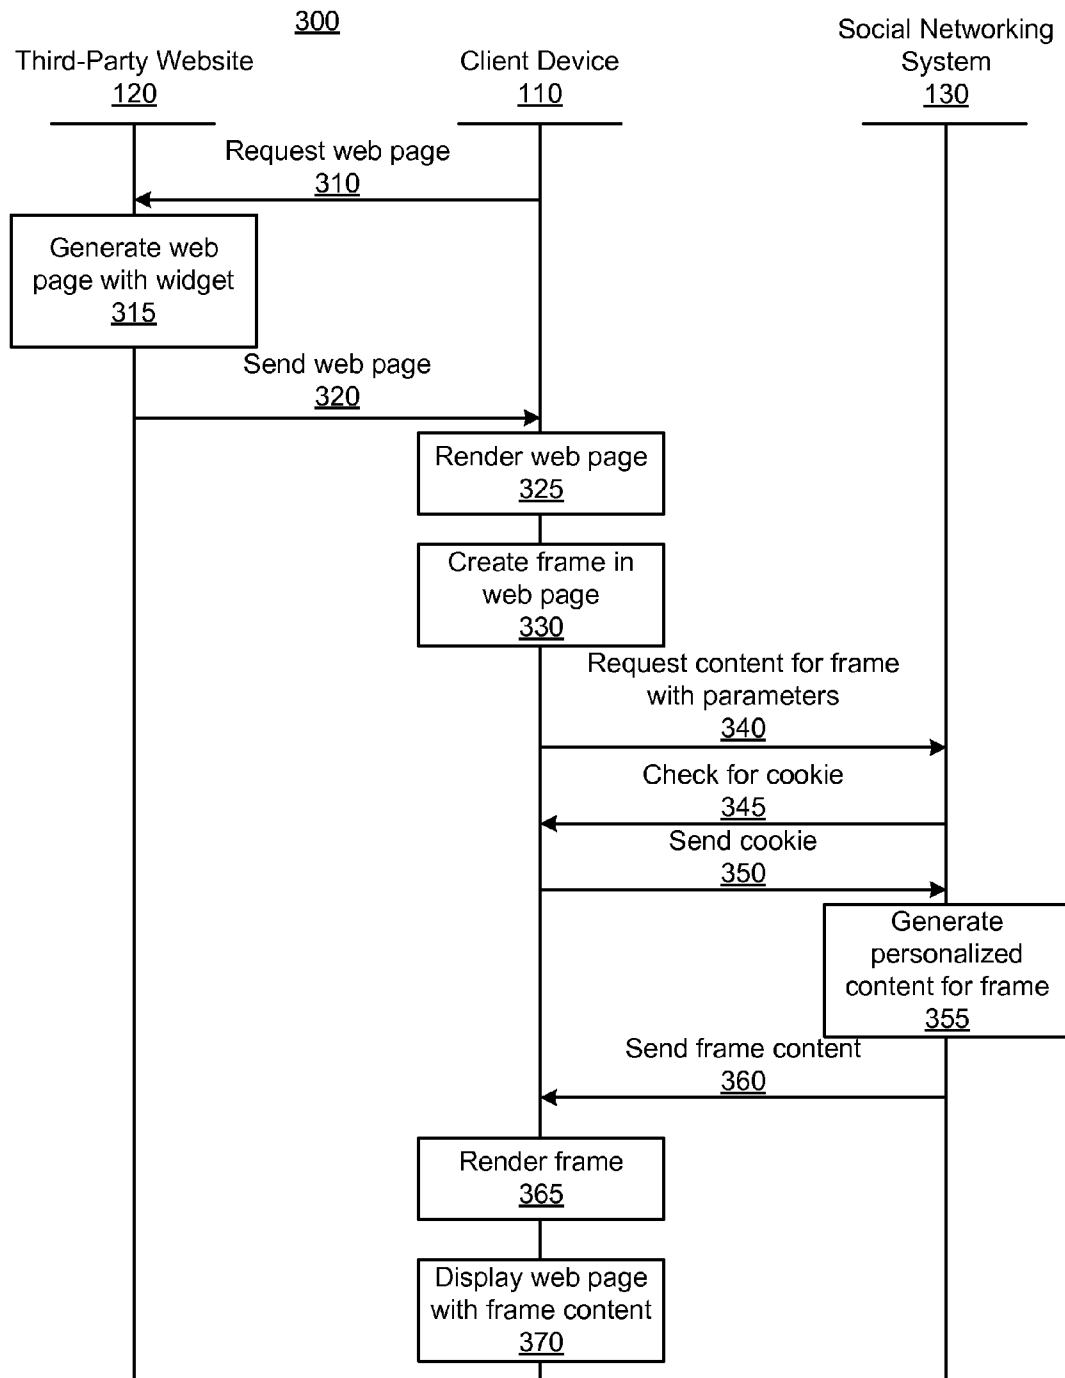 300
Third-Party Website
120
Client Device
110
Social Networking
System
130
Request web page
310
Generate web
page with widget
315
Send web page
320
Render web page
325
Create frame in
web page
330
Request content for frame
with parameters
340
Check for cookie
345
Send cookie
350
Generate
personalized
content for frame
355
Send frame content
360
Render frame
365
Display web page
with frame content
370